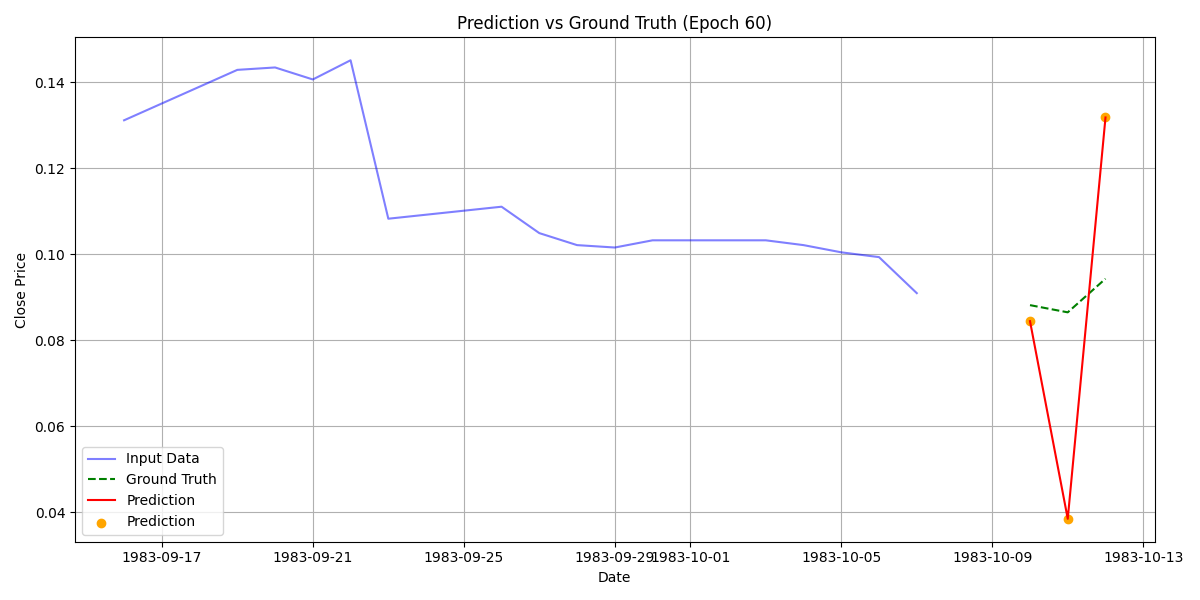 Prediction vs Ground Truth (Epoch 60)
Close Price
0.14
0.12
0.10
0.08
0.06
0.04
Input Data
Ground Truth
Prediction
Prediction
1983-09-17 1983-09-21 1983-09-25 1983-09-29 1983-10-01 1983-10-05 1983-10-09 1983-10-13
Date